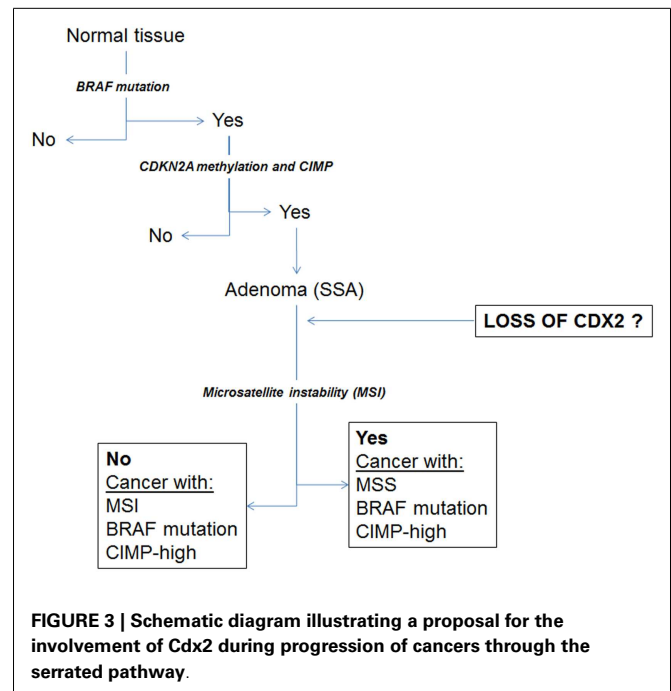 Normal tissue
BRAF mutation
No
Yes
CDKN2A methylation and CIMP
No
Yes
Adenoma (SSA)
LOSS OF CDX2 ?
Microsatellite instability (MSI)
No
Cancer with:
MSI
BRAF mutation
CIMP-high
Yes
Cancer with:
MSS
BRAF mutation
CIMP-high
FIGURE 3 | Schematic diagram illustrating a proposal for the
involvement of Cdx2 during progression of cancers through the
serrated pathway.